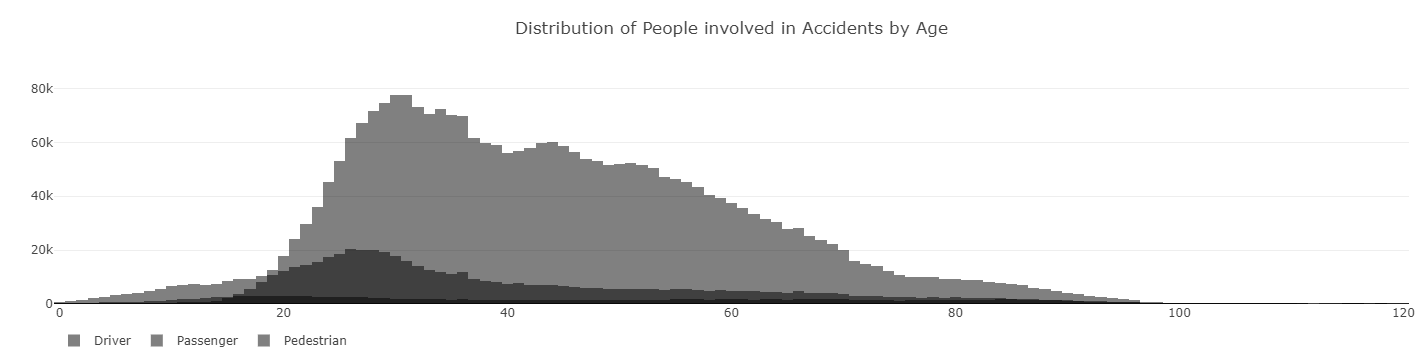 Distribution of People involved in Accidents by Age
80k
60k
40k
20k
0
0 20 40 60 80 100 120
Driver Passenger Pedestrian